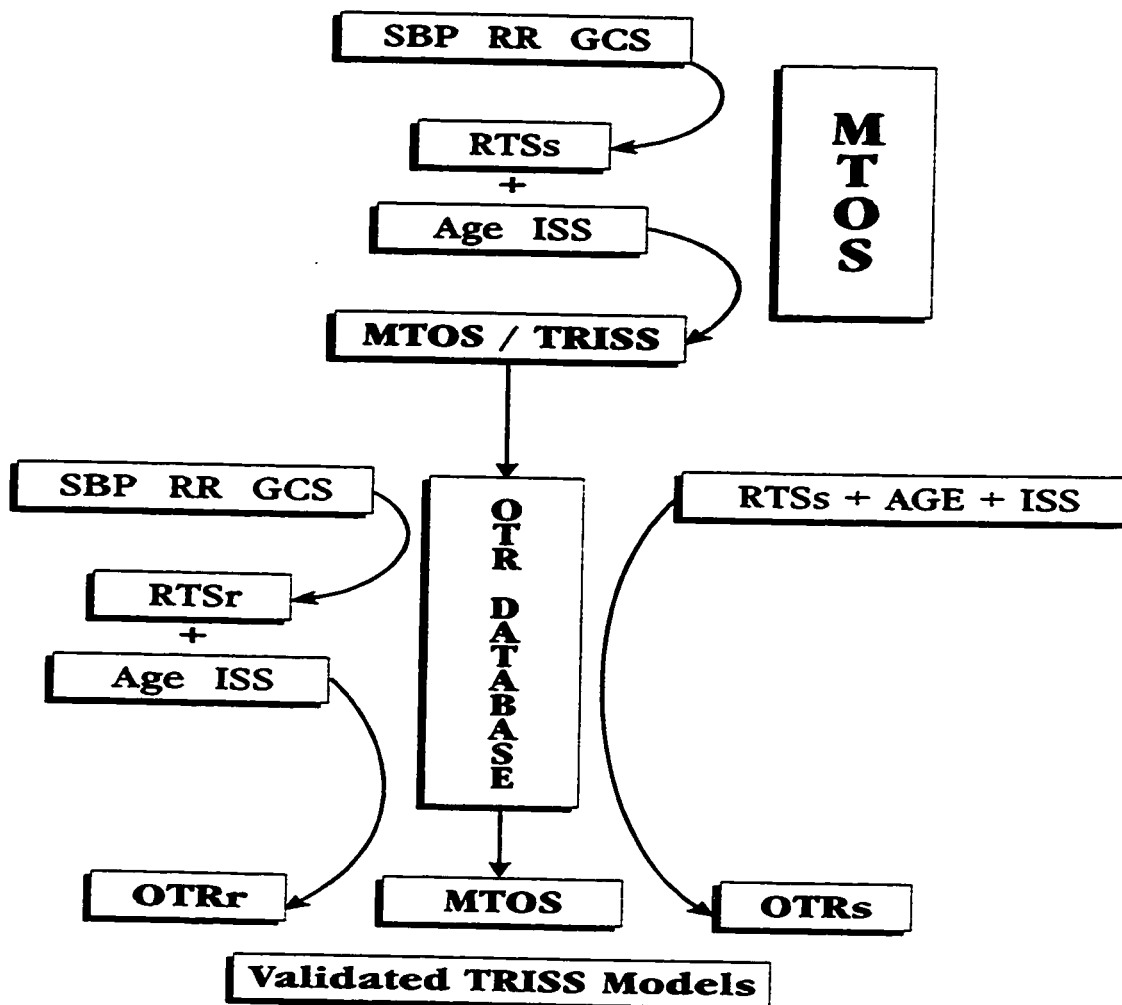 SBP RR GCS
MTOS
RTSs
+
Age ISS
MTOS / TRISS
SBP RR GCS
OTR DATABASE
RTSs + AGE + ISS
RTSr
+
Age ISS
OTRr
MTOS
OTRs
Validated TRISS Models